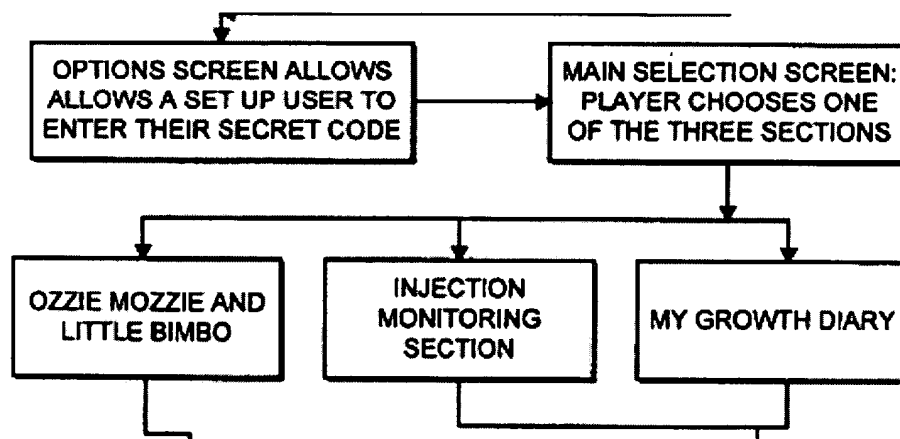 OPTIONS SCREEN ALLOWS
ALLOWS A SET UP USER TO
ENTER THEIR SECRET CODE
MAIN SELECTION SCREEN:
PLAYER CHOOSES ONE
OF THE THREE SECTIONS
OZZIE MOZZIE AND
LITTLE BIMBO
INJECTION
MONITORING
SECTION
MY GROWTH DIARY